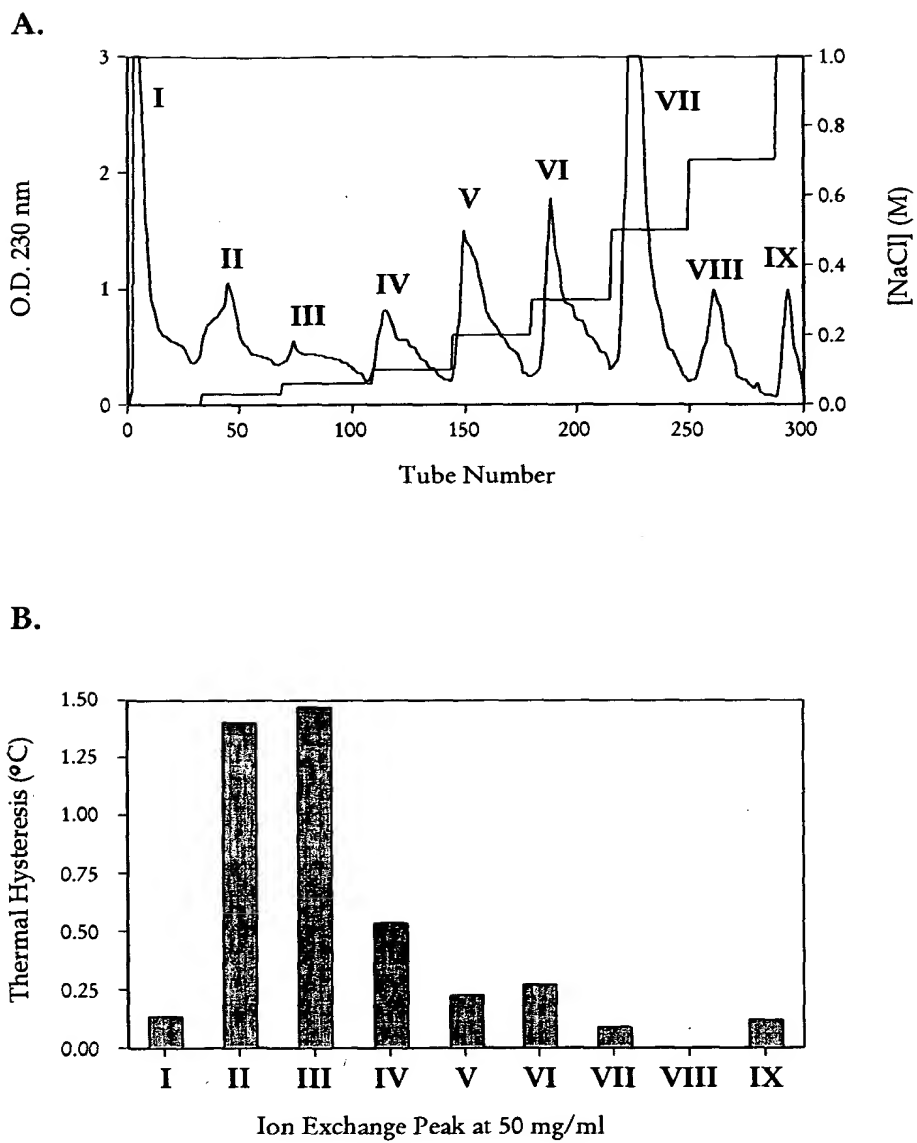 A.
3
2
1
0
O.D. 230 nm
I
II
III
IV
V
VI
VII
VIII
IX
1.0
0.8
0.6
0.4
0.2
0.0
[NaCl] (M)
0 50 100 150 200 250 300
Tube Number
B.
1.50
1.25
1.00
0.75
0.50
0.25
0.00
Thermal Hysteresis (°C)
I II III IV V VI VII VIII IX
Ion Exchange Peak at 50 mg/ml